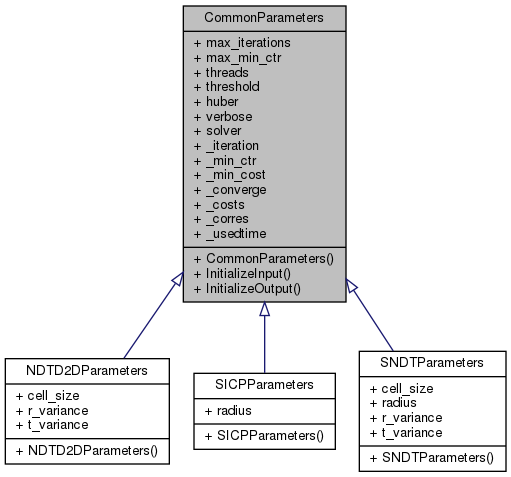 CommonParameters
+ max_iterations
+ max_min_ctr
+ threads
+ threshold
+ huber
+ verbose
+ solver
+ _iteration
+ _min_ctr
+ _min_cost
+ _converge
+ _costs
+ _corres
+ _usedtime
+ CommonParameters()
+ InitializeInput()
+ InitializeOutput()
NDTD2DParameters
+ cell_size
+ r_variance
+ t_variance
+ NDTD2DParameters()
SICPParameters
+ radius
+ SICPParameters()
SNDTParameters
+ cell_size
+ radius
+ r_variance
+ t_variance
+ SNDTParameters()